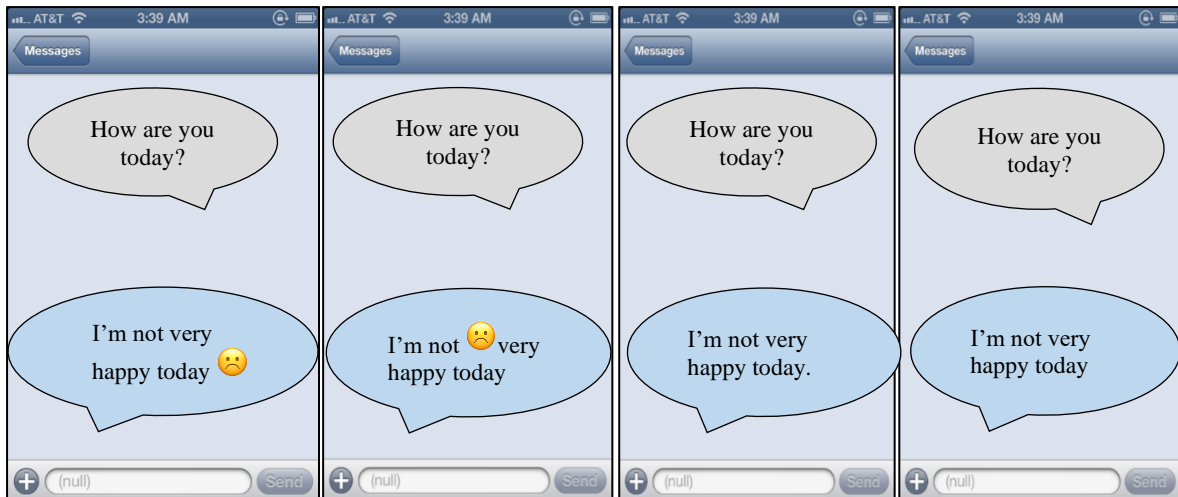 AT&T 3:39 AM
Messages
How are you
today?
I'm not very
happy today ☹
(null) Send
AT&T 3:39 AM
Messages
How are you
today?
I'm not ☹ very
happy today
(null) Send
AT&T 3:39 AM
Messages
How are you
today?
I'm not very
happy today.
(null) Send
AT&T 3:39 AM
Messages
How are you
today?
I'm not very
happy today
(null) Send